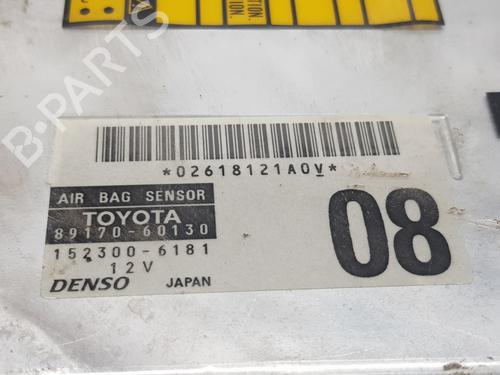 *02618121A0V*
AIR BAG SENSOR
TOYOTA
89170-60130
152300-6181
12V
DENSO JAPAN
08
B-PARTS